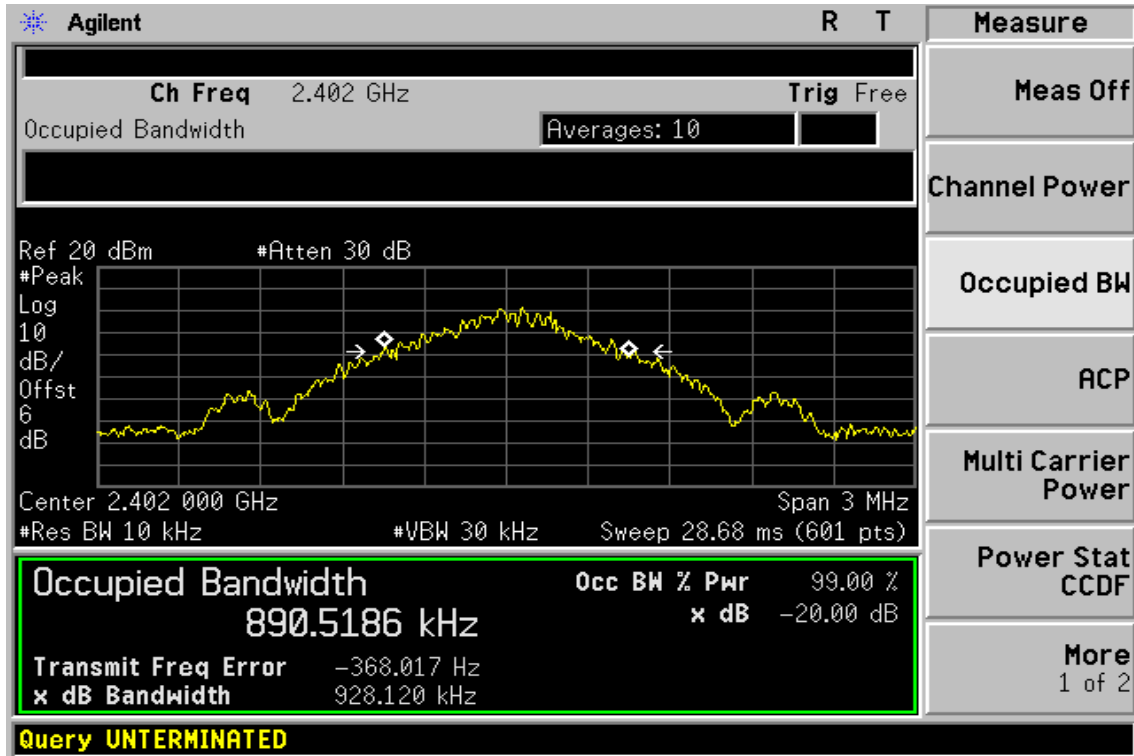 Agilent R T Measure
Ch Freq 2.402 GHz Trig Free
Meas Off
Occupied Bandwidth Averages: 10
Channel Power
Ref 20 dBm #Atten 30 dB
#Peak
Log
10
dB/
Offst
6
dB
Occupied BW
ACP
Center 2.402 000 GHz Span 3 MHz
#Res BW 10 kHz #VBW 30 kHz Sweep 28.68 ms (601 pts)
Multi Carrier
Power
Occupied Bandwidth
890.5186 kHz
Occ BW % Pwr 99.00 %
x dB -20.00 dB
Transmit Freq Error -368.017 Hz
x dB Bandwidth 928.120 kHz
Power Stat
CCDF
More
1 of 2
Query UNTERMINATED